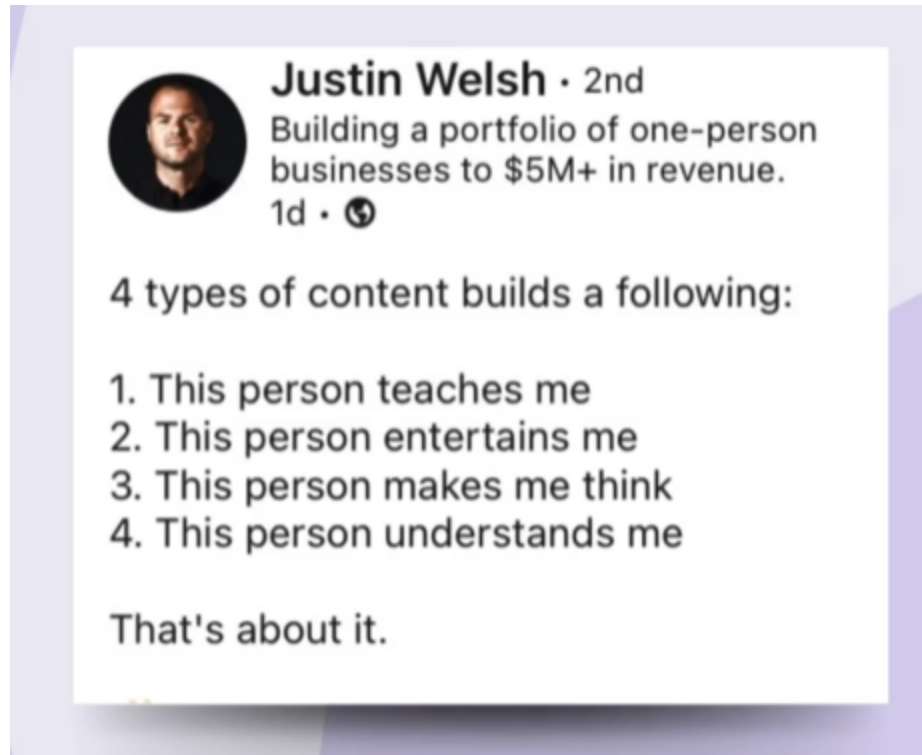 Justin Welsh · 2nd
Building a portfolio of one-person
businesses to $5M+ in revenue.
1d ·
4 types of content builds a following:
1. This person teaches me
2. This person entertains me
3. This person makes me think
4. This person understands me
That's about it.